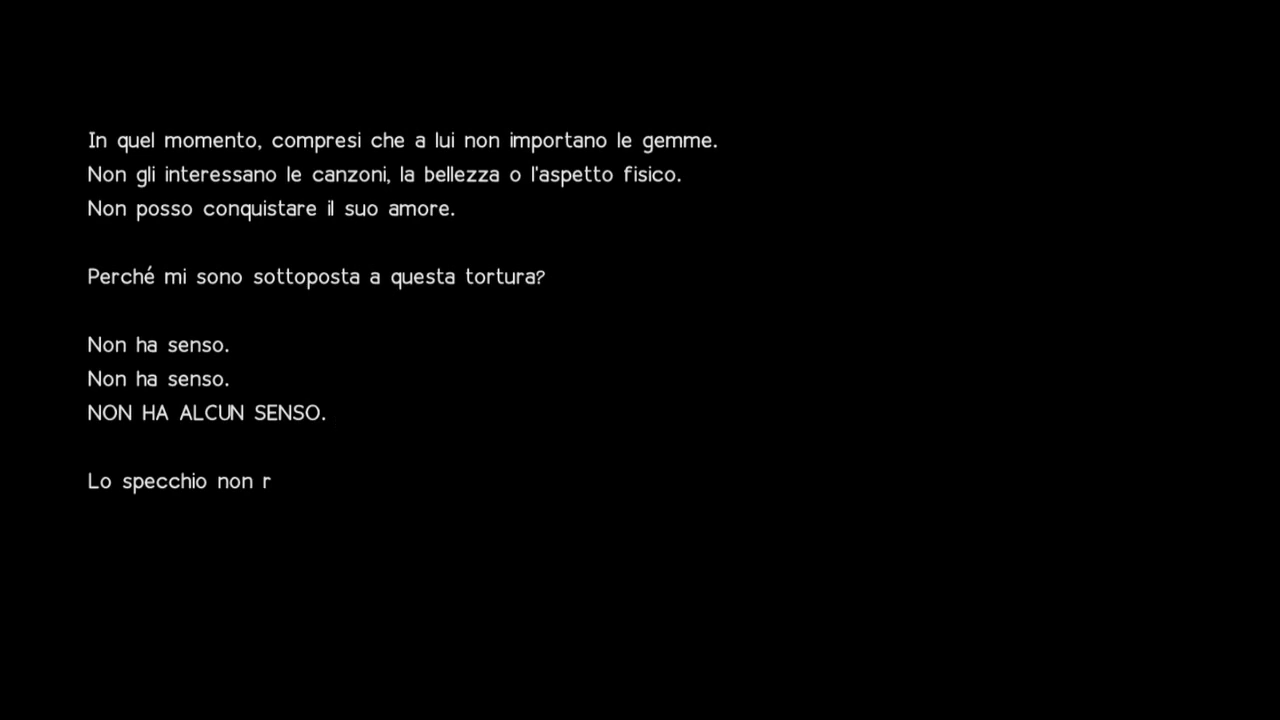 In quel momento, compresi che a lui non importano le gemme.
Non gli interessano le canzoni, la bellezza o l'aspetto fisico.
Non posso conquistare il suo amore.
Perché mi sono sottoposta a questa tortura?
Non ha senso.
Non ha senso.
NON HA ALCUN SENSO.
Lo specchio non r